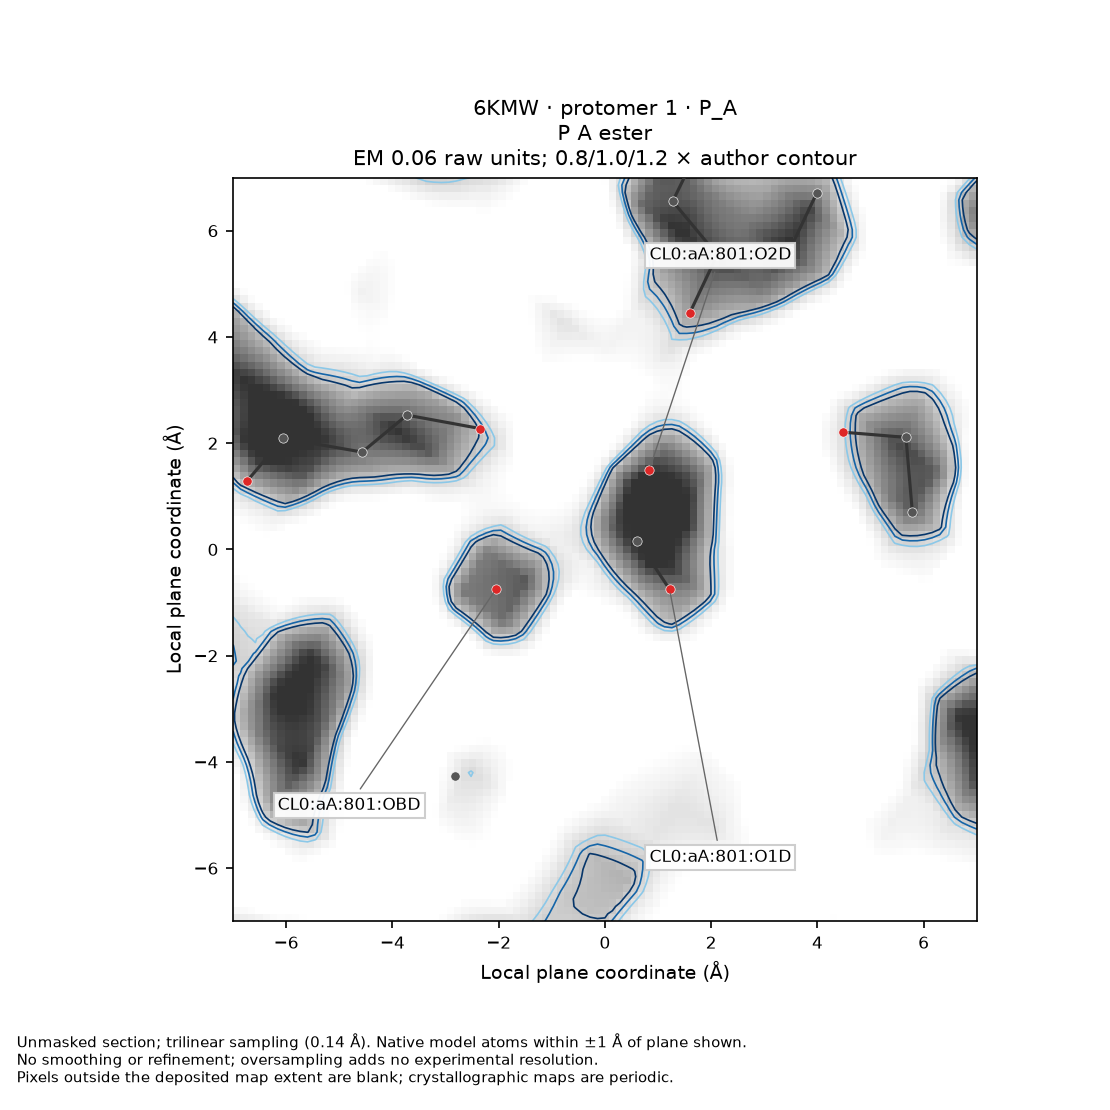 6KMW · protomer 1 · P_A
P A ester
EM 0.06 raw units; 0.8/1.0/1.2 × author contour
Local plane coordinate (Å)
6
4
2
0
−2
−4
−6
CL0:aA:801:O2D
CL0:aA:801:OBD
CL0:aA:801:O1D
−6 −4 −2 0 2 4 6
Local plane coordinate (Å)
Unmasked section; trilinear sampling (0.14 Å). Native model atoms within ±1 Å of plane shown.
No smoothing or refinement; oversampling adds no experimental resolution.
Pixels outside the deposited map extent are blank; crystallographic maps are periodic.